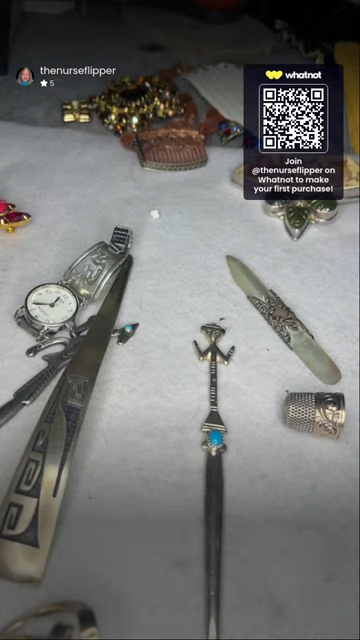 thenurseflipper
★ 5
whatnot
Join
@thenurseflipper on
Whatnot to make
your first purchase!